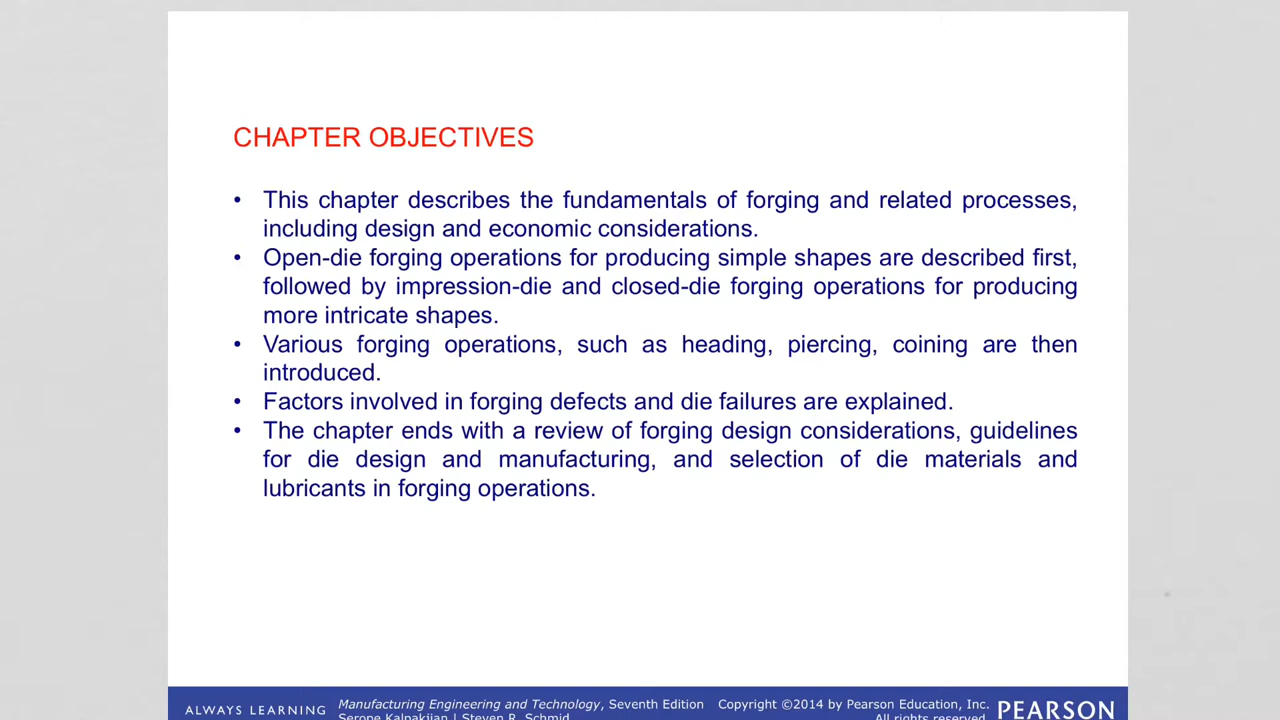 CHAPTER OBJECTIVES
• This chapter describes the fundamentals of forging and related processes,
including design and economic considerations.
• Open-die forging operations for producing simple shapes are described first,
followed by impression-die and closed-die forging operations for producing
more intricate shapes.
• Various forging operations, such as heading, piercing, coining are then
introduced.
• Factors involved in forging defects and die failures are explained.
• The chapter ends with a review of forging design considerations, guidelines
for die design and manufacturing, and selection of die materials and
lubricants in forging operations.
ALWAYS LEARNING
Manufacturing Engineering and Technology, Seventh Edition
Serope Kalpakjian | Steven R. Schmid
Copyright ©2014 by Pearson Education, Inc.
All rights reserved.
PEARSON